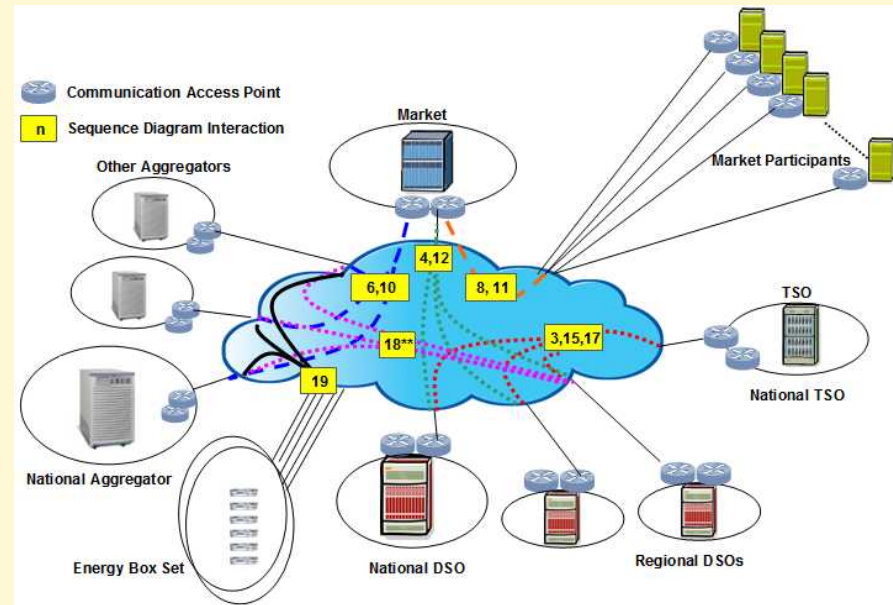 Communication Access Point
n Sequence Diagram Interaction
Market
Market Participants
Other Aggregators
4,12
6,10
8, 11
TSO
3,15,17
18**
19
National TSO
National Aggregator
Energy Box Set
National DSO
Regional DSOs